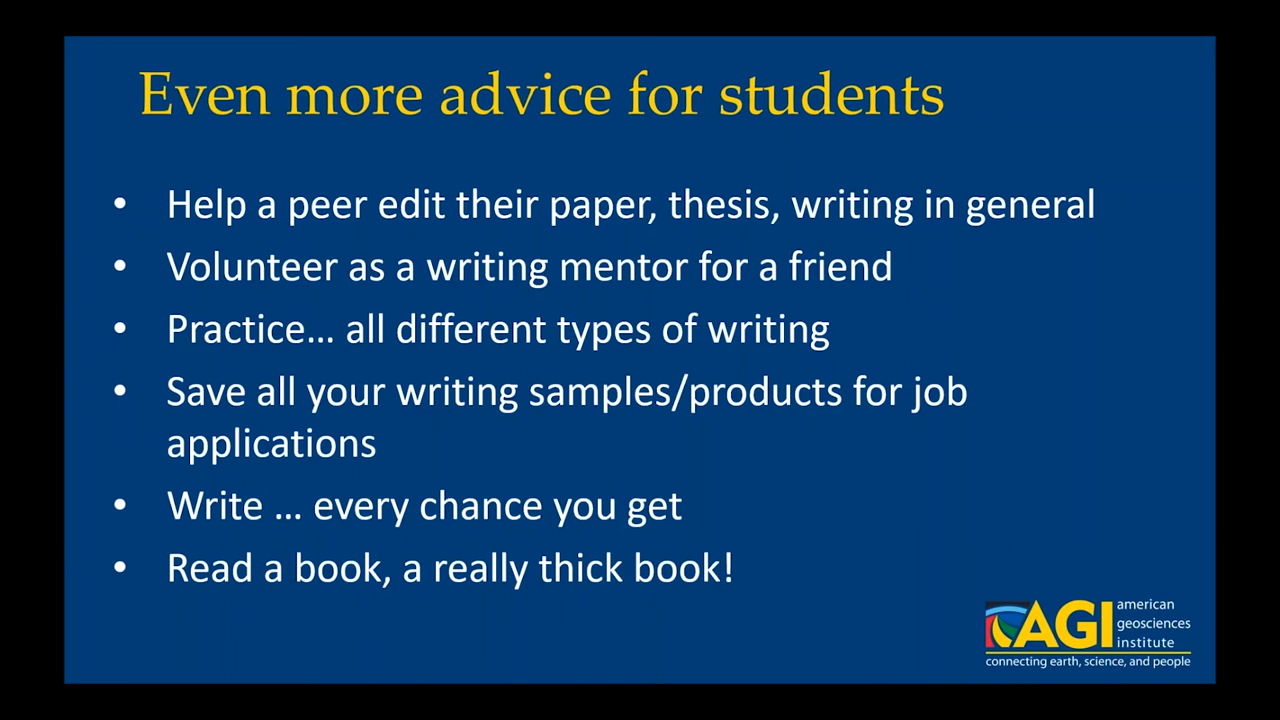 Even more advice for students
• Help a peer edit their paper, thesis, writing in general
• Volunteer as a writing mentor for a friend
• Practice… all different types of writing
• Save all your writing samples/products for job
applications
• Write … every chance you get
• Read a book, a really thick book!
AGI
american
geosciences
institute
connecting earth, science, and people